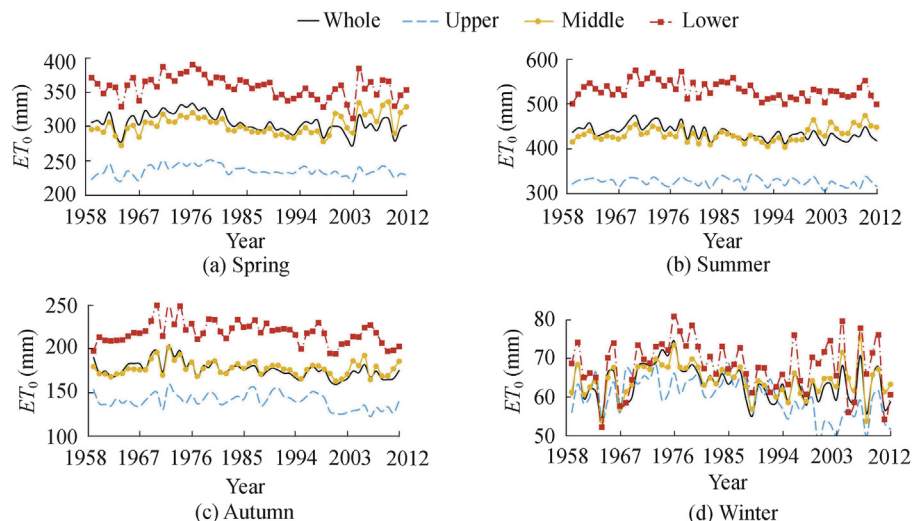 Whole Upper Middle Lower
400
350
300
250
200
ET₀ (mm)
1958 1967 1976 1985 1994 2003 2012
Year
(a) Spring
600
500
400
300
ET₀ (mm)
1958 1967 1976 1985 1994 2003 2012
Year
(b) Summer
250
200
150
100
ET₀ (mm)
1958 1967 1976 1985 1994 2003 2012
Year
(c) Autumn
80
70
60
50
ET₀ (mm)
1958 1967 1976 1985 1994 2003 2012
Year
(d) Winter